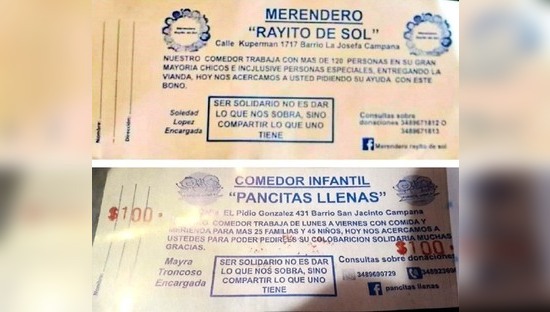 MERENDERO
"RAYITO DE SOL"
Calle Kuperman 1717 Barrio La Josefa Campana
NUESTRO COMEDOR TRABAJA CON MAS DE 120 PERSONAS EN SU GRAN
MAYORIA CHICOS E INCJLUSIVE PERSONAS ESPECIALES, ENTREGANDO LA
VIANDA, HOY NOS ACERCAMOS A USTED PIDIENDO SU AYUDA CON ESTE
BONO.
Soledad
Lopez
Encargada
SER SOLIDARIO NO ES DAR
LO QUE NOS SOBRA, SINO
COMPARTIR LO QUE UNO
TIENE
Consultas sobre
donaciones 3489671812 O
3489671813
Merendero rayito de sol
Nombre:
Dirección:
COMEDOR INFANTIL
"PANCITAS LLENAS"
EL Pidio Gonzalez 431 Barrio San Jacinto Campana
COMEDOR TRABAJA DE LUNES A VIERNES CON COMIDA Y
MERIENDA PARA MAS 25 FAMILIAS Y 45 NIÑOS, HOY NOS ACERCAMOS A
USTEDES PARA PODER PEDIRLES SU COLOBARICION SOLIDARIA MUCHAS
GRACIAS.
$100.-
$100.-
Mayra
Troncoso
Encargada
SER SOLIDARIO NO ES DAR
LO QUE NOS SOBRA, SINO
COMPARTIR LO QUE UNO
TIENE
Consultas sobre donaciones
3489690729
pancitas llenas